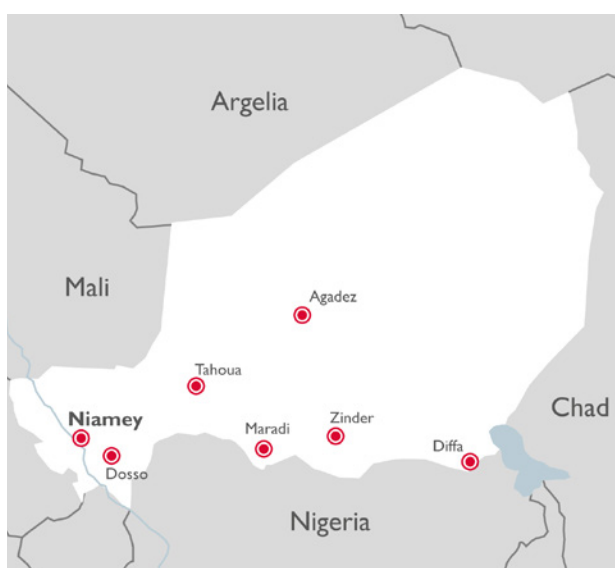 Argelia
Mali
Agadez
Tahoua
Niamey
Maradi
Zinder
Chad
Diffa
Dosso
Nigeria